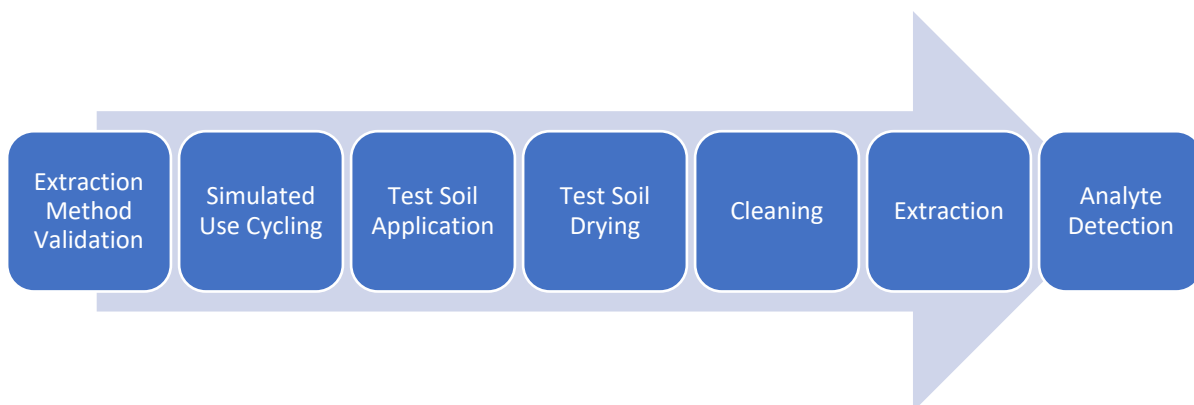 Extraction
Method
Validation
Simulated
Use Cycling
Test Soil
Application
Test Soil
Drying
Cleaning
Extraction
Analyte
Detection